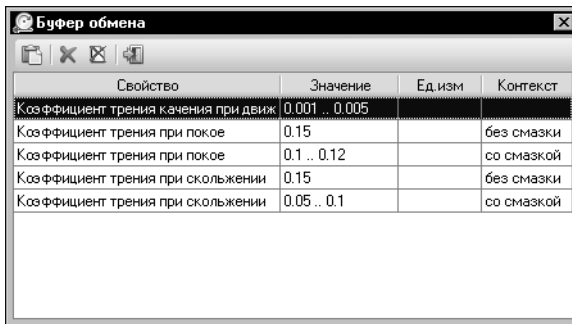 Буфер обмена
Свойство Значение Ед.изм Контекст
Коэффициент трения качения при движ 0.001 .. 0.005
Коэффициент трения при покое 0.15 без смазки
Коэффициент трения при покое 0.1 .. 0.12 со смазкой
Коэффициент трения при скольжении 0.15 без смазки
Коэффициент трения при скольжении 0.05 .. 0.1 со смазкой